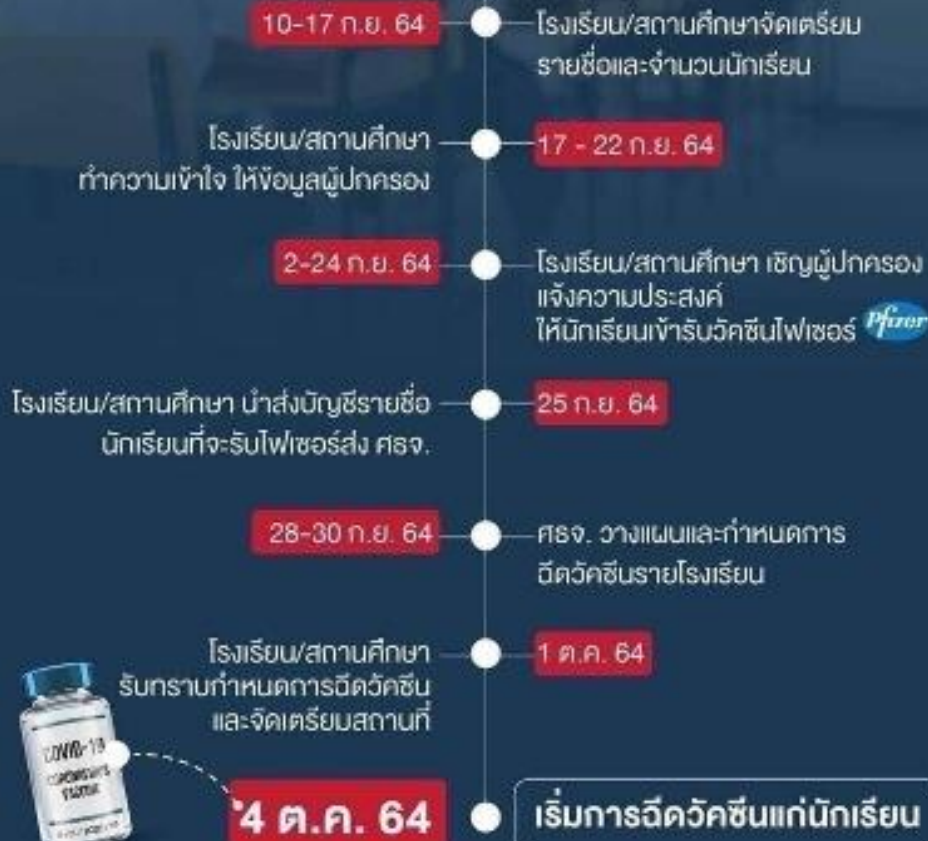 10-17 ก.ย. 64
โรงเรียน/สถานศึกษาจัดเตรียม
รายชื่อและจำนวนนักเรียน
โรงเรียน/สถานศึกษา
ทำความเข้าใจ ให้ข้อมูลผู้ปกครอง
17 - 22 ก.ย. 64
2-24 ก.ย. 64
โรงเรียน/สถานศึกษา เชิญผู้ปกครอง
แจ้งความประสงค์
ให้นักเรียนเข้ารับวัคซีนไฟเซอร์ Pfizer
โรงเรียน/สถานศึกษา นำส่งบัญชีรายชื่อ
นักเรียนที่จะรับไฟเซอร์ส่ง ศธจ.
25 ก.ย. 64
28-30 ก.ย. 64
ศธจ. วางแผนและกำหนดการ
ฉีดวัคซีนรายโรงเรียน
โรงเรียน/สถานศึกษา
รับทราบกำหนดการฉีดวัคซีน
และจัดเตรียมสถานที่
1 ต.ค. 64
COVID-19
CORONAVIRUS
VACCINE
4 ต.ค. 64
เริ่มการฉีดวัคซีนแก่นักเรียน